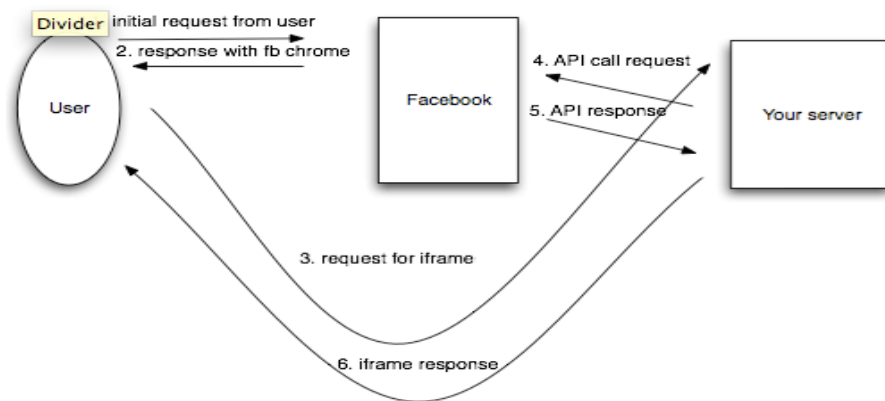 Divider
initial request from user
2. response with fb chrome
User
Facebook
4. API call request
5. API response
Your server
3. request for iframe
6. iframe response